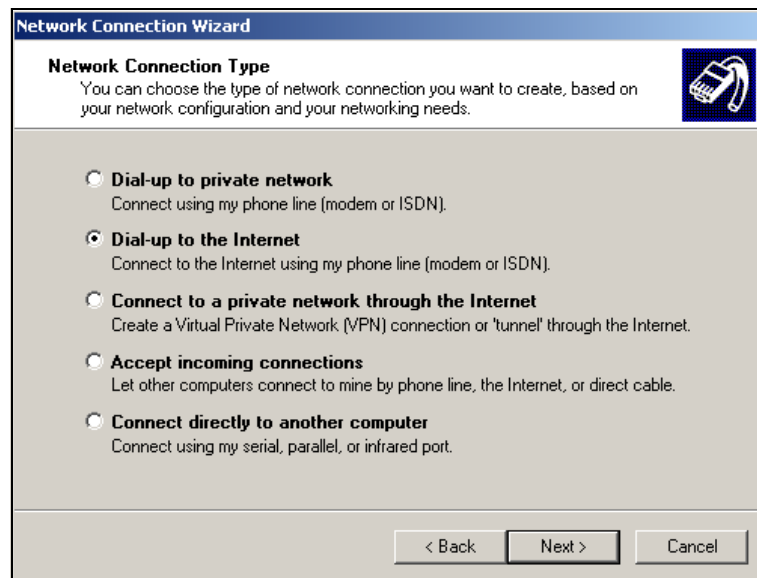 Network Connection Wizard
Network Connection Type
You can choose the type of network connection you want to create, based on
your network configuration and your networking needs.
Dial-up to private network
Connect using my phone line (modem or ISDN).
Dial-up to the Internet
Connect to the Internet using my phone line (modem or ISDN).
Connect to a private network through the Internet
Create a Virtual Private Network (VPN) connection or 'tunnel' through the Internet.
Accept incoming connections
Let other computers connect to mine by phone line, the Internet, or direct cable.
Connect directly to another computer
Connect using my serial, parallel, or infrared port.
< Back Next > Cancel